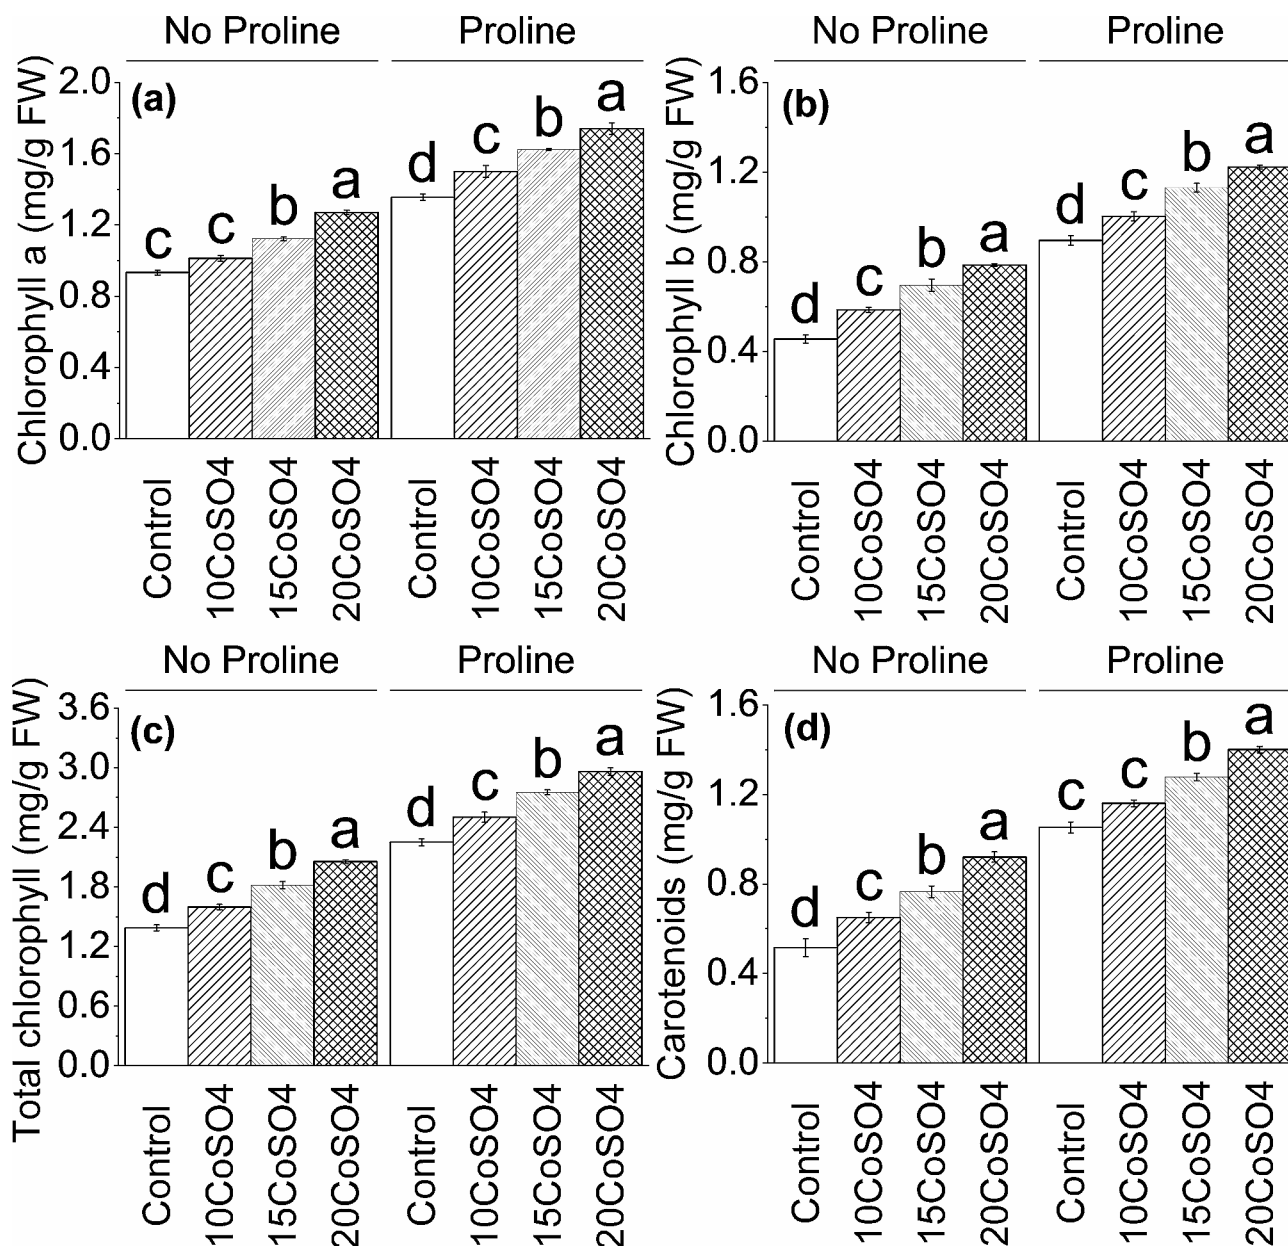 No Proline Proline
Chlorophyll a (mg/g FW)
2.0
1.6
1.2
0.8
0.4
0.0
(a)
c c b a d c b a
Control 10CoSO4 15CoSO4 20CoSO4 Control 10CoSO4 15CoSO4 20CoSO4
No Proline Proline
Chlorophyll b (mg/g FW)
1.6
1.2
0.8
0.4
0.0
(b)
d c b a d c b a
Control 10CoSO4 15CoSO4 20CoSO4 Control 10CoSO4 15CoSO4 20CoSO4
No Proline Proline
Total chlorophyll (mg/g FW)
3.6
3.0
2.4
1.8
1.2
0.6
0.0
(c)
d c b a d c b a
Control 10CoSO4 15CoSO4 20CoSO4 Control 10CoSO4 15CoSO4 20CoSO4
No Proline Proline
Carotenoids (mg/g FW)
1.6
1.2
0.8
0.4
0.0
(d)
d c b a c c b a
Control 10CoSO4 15CoSO4 20CoSO4 Control 10CoSO4 15CoSO4 20CoSO4